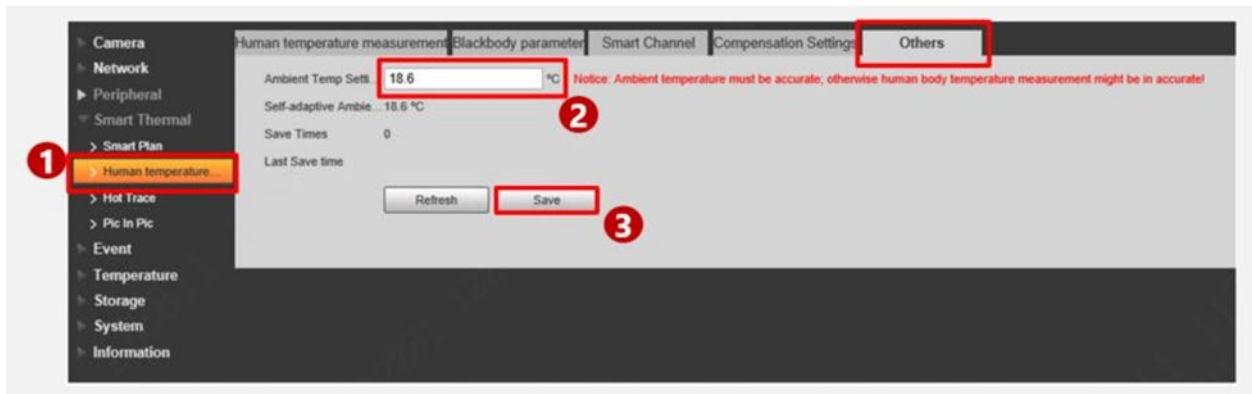 Camera
Network
Peripheral
Smart Thermal
> Smart Plan
> Human temperature...
> Hot Trace
> Pic In Pic
Event
Temperature
Storage
System
Information
Human temperature measurement Blackbody parameter Smart Channel Compensation Settings Others
Ambient Temp Setti... 18.6 °C Notice: Ambient temperature must be accurate; otherwise human body temperature measurement might be in accurate!
Self-adaptive Ambie... 18.6 °C
Save Times 0
Last Save time
Refresh Save
1
2
3